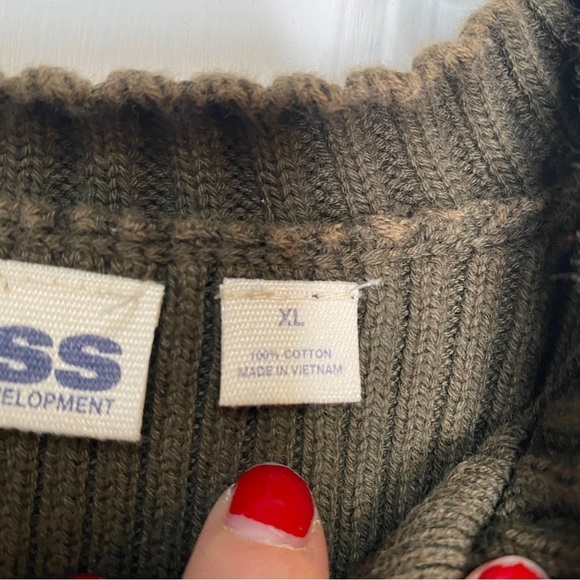 SS
ELOPMENT
XL
100% COTTON
MADE IN VIETNAM